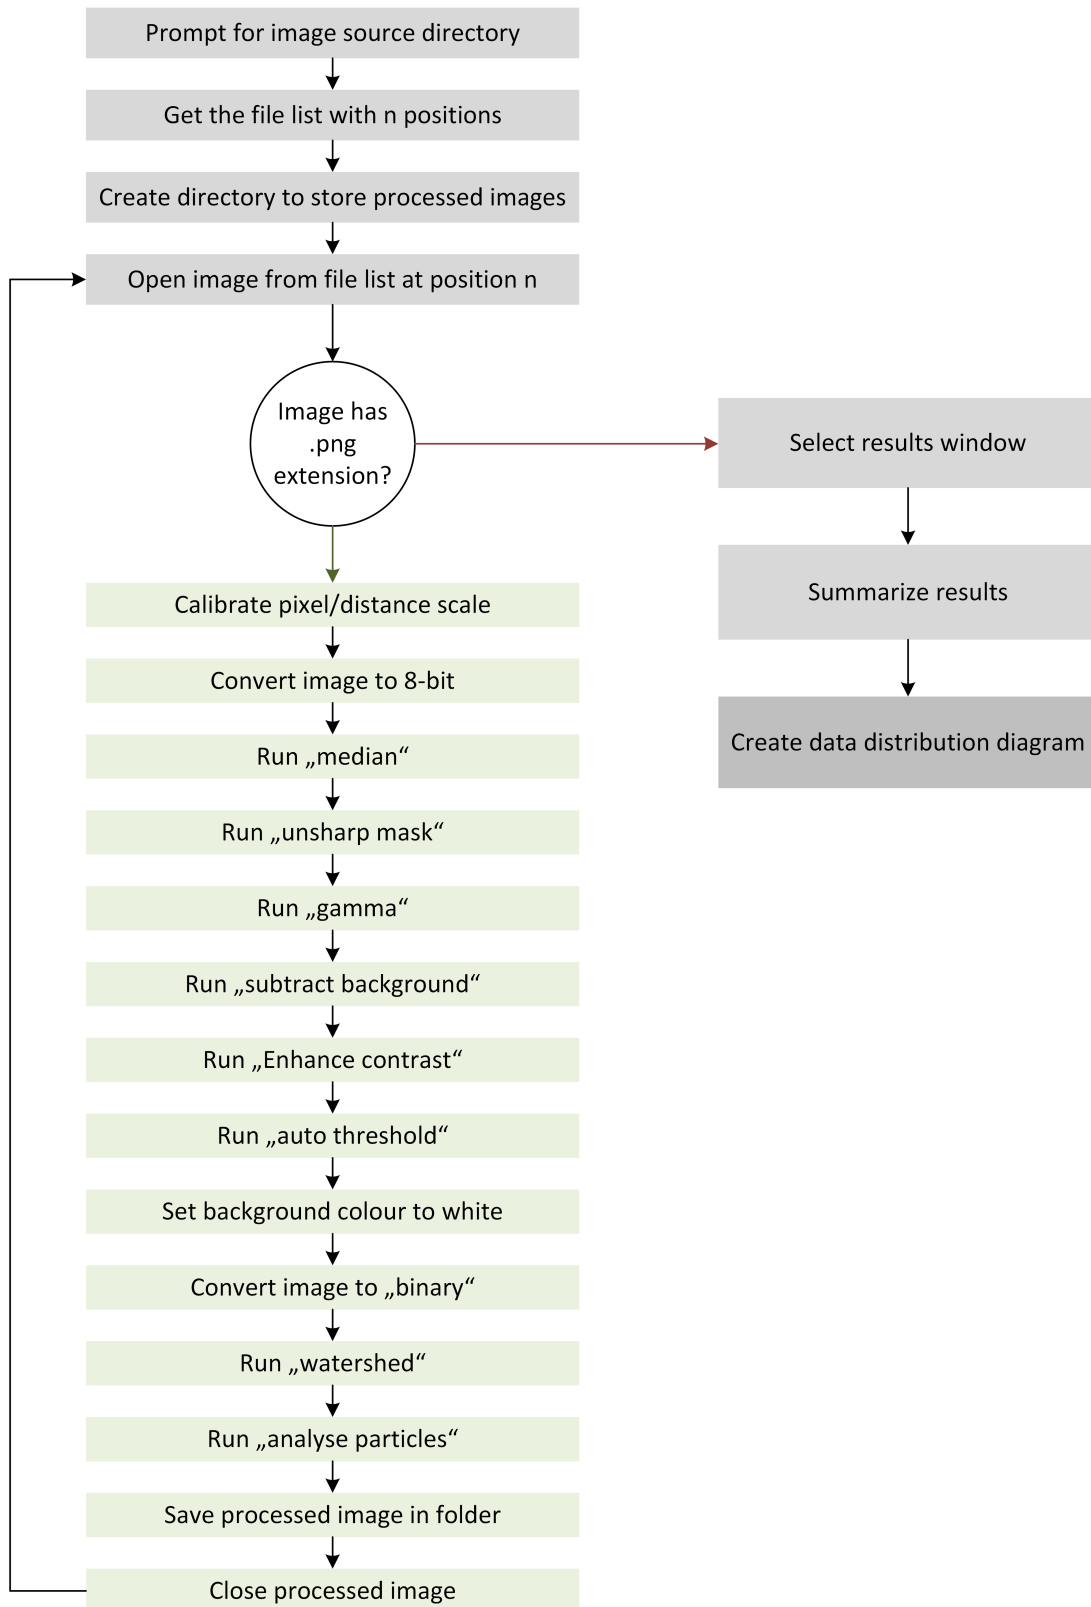 Prompt for image source directory
Get the file list with n positions
Create directory to store processed images
Open image from file list at position n
Image has
.png
extension?
Select results window
Summarize results
Create data distribution diagram
Calibrate pixel/distance scale
Convert image to 8-bit
Run „median“
Run „unsharp mask“
Run „gamma“
Run „subtract background“
Run „Enhance contrast“
Run „auto threshold“
Set background colour to white
Convert image to „binary“
Run „watershed“
Run „analyse particles“
Save processed image in folder
Close processed image